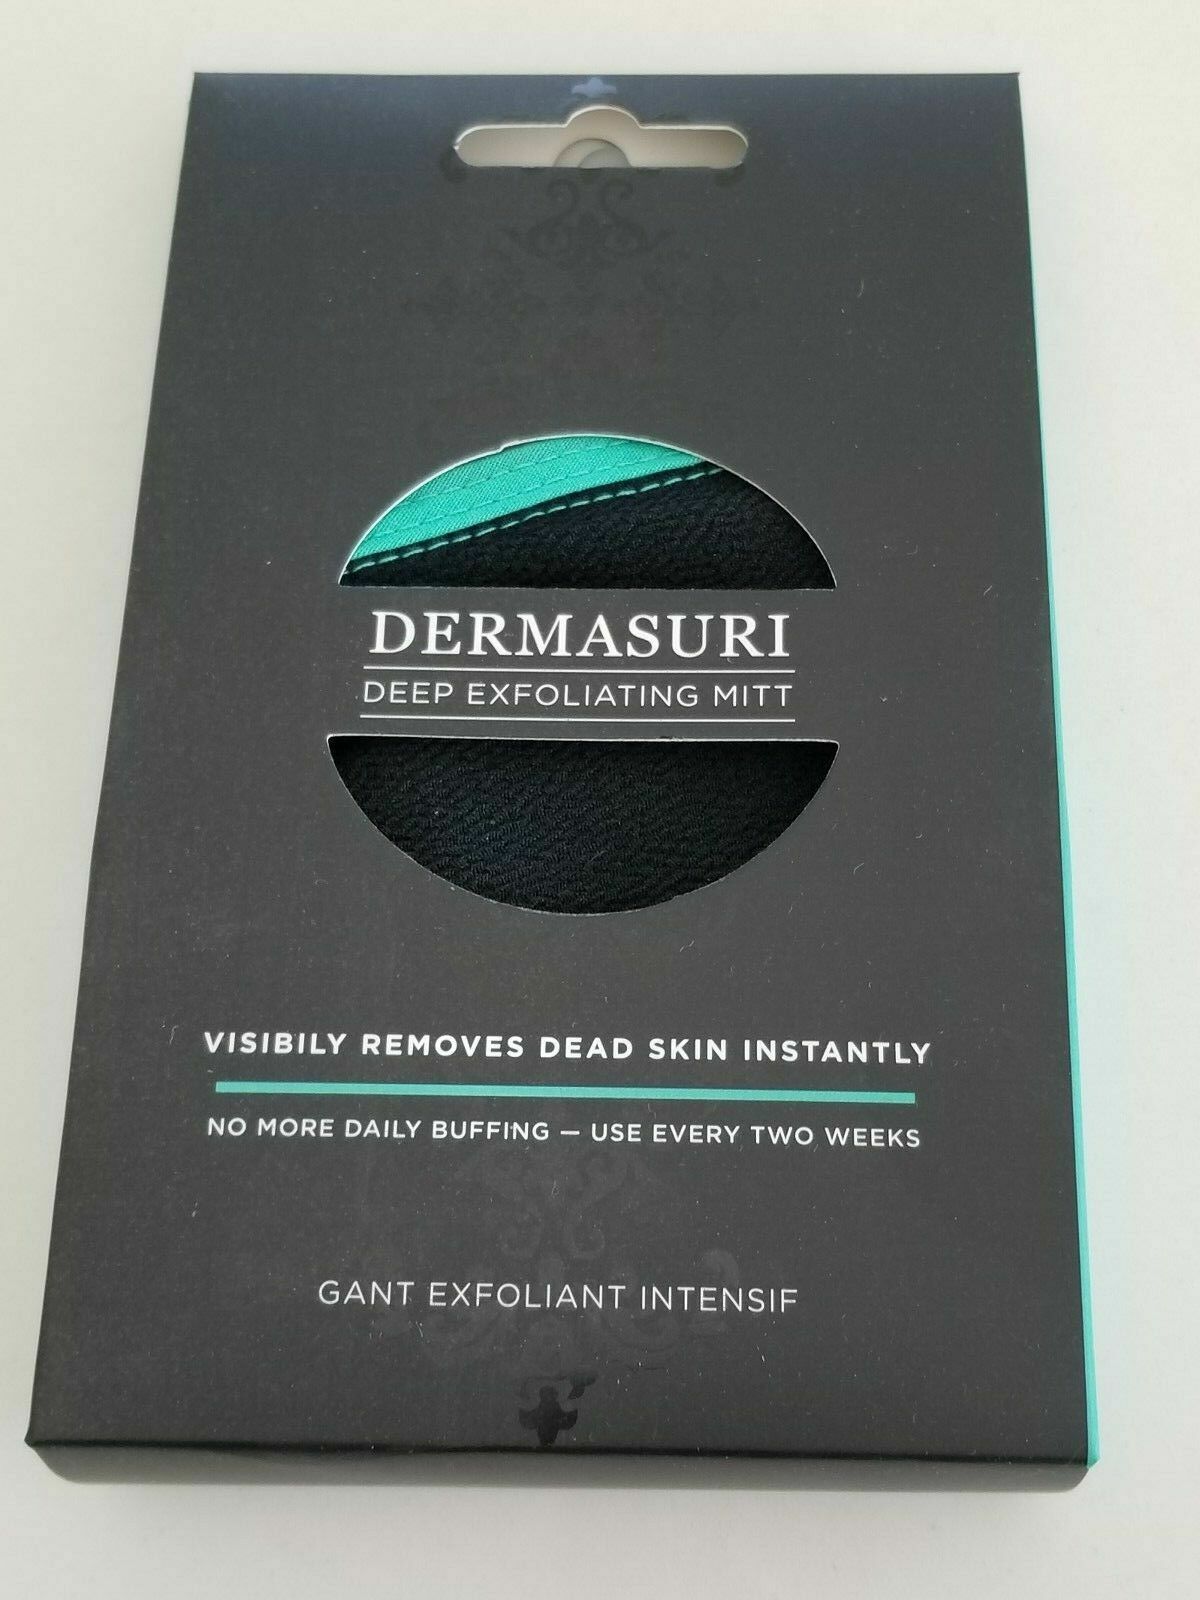 DERMASURI
DEEP EXFOLIATING MITT
VISIBILY REMOVES DEAD SKIN INSTANTLY
NO MORE DAILY BUFFING — USE EVERY TWO WEEKS
GANT EXFOLIANT INTENSIF